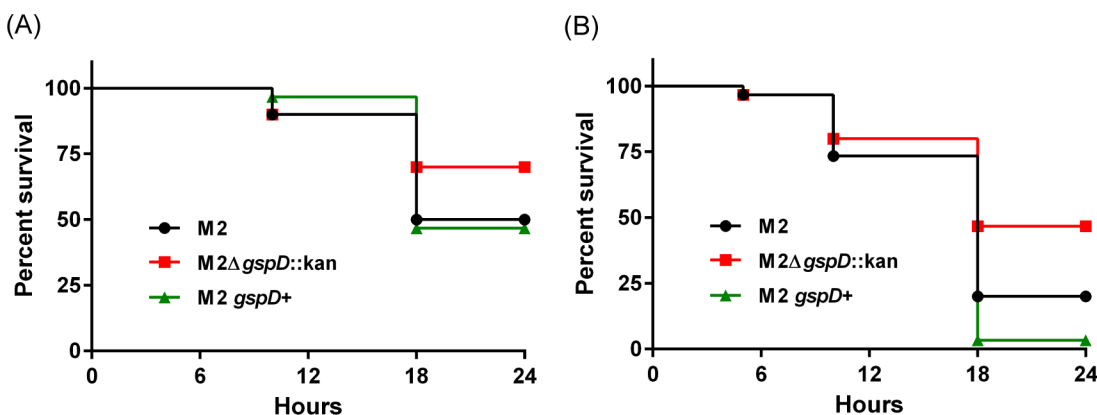 (A)
Percent survival
100
75
50
25
0
M2
M2ΔgspD::kan
M2 gspD+
0 6 12 18 24
Hours
(B)
Percent survival
100
75
50
25
0
M2
M2ΔgspD::kan
M2 gspD+
0 6 12 18 24
Hours